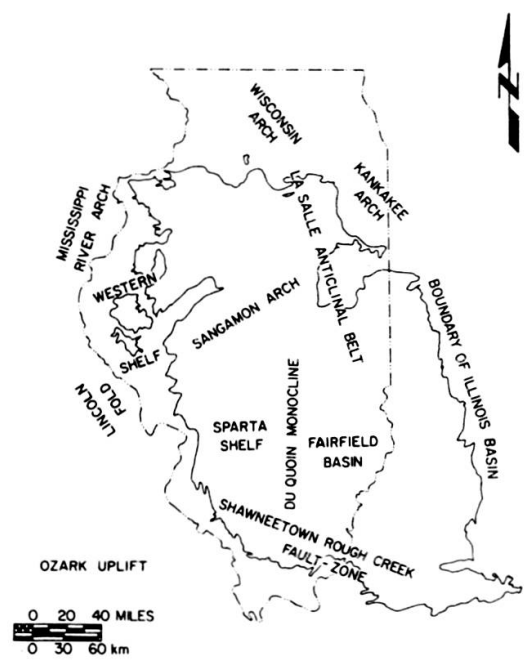 N
WISCONSIN
ARCH
KANKAKEE
ARCH
MISSISSIPPI
RIVER ARCH
LA SALLE ANTICLINAL BELT
WESTERN
SHELF
SANGAMON ARCH
BOUNDARY OF ILLINOIS BASIN
LINCOLN
FOLD
SPARTA
SHELF
DU QUOIN MONOCLINE
FAIRFIELD
BASIN
SHAWNEETOWN ROUGH CREEK
FAULT-ZONE
OZARK UPLIFT
0 20 40 MILES
0 30 60 km